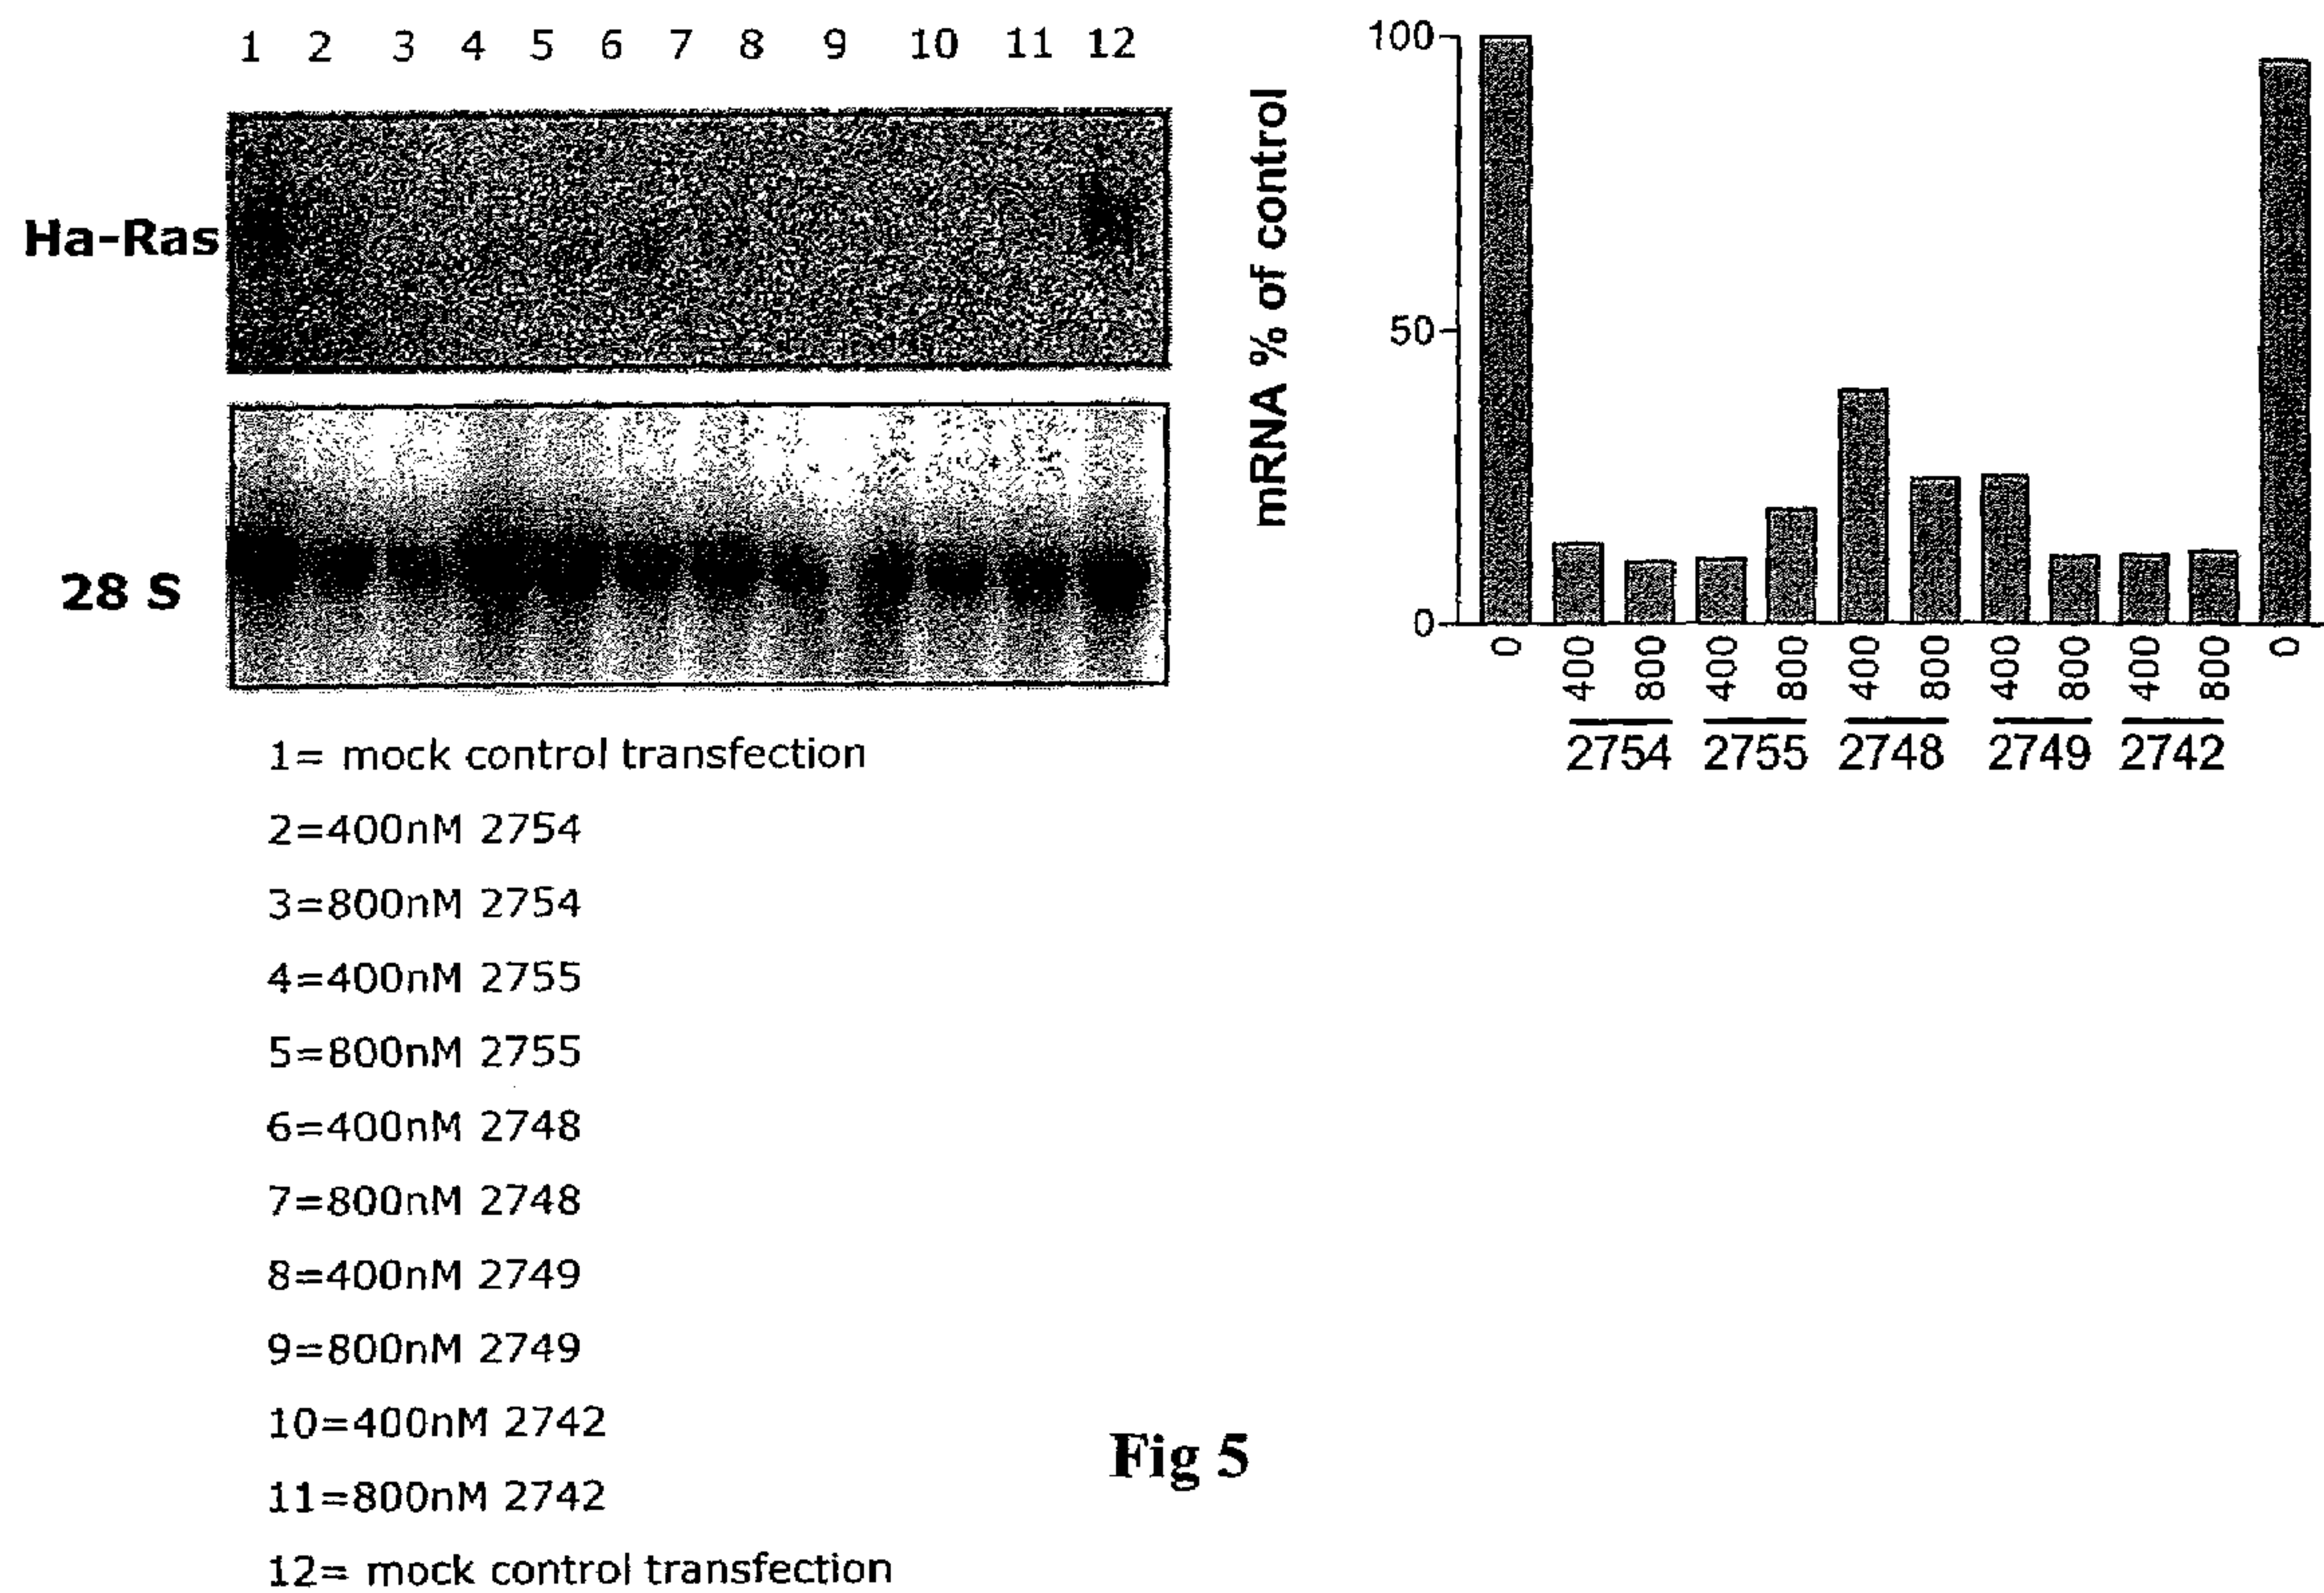 1 2 3 4 5 6 7 8 9 10 11 12
Ha-Ras
28 S
1= mock control transfection
2=400nM 2754
3=800nM 2754
4=400nM 2755
5=800nM 2755
6=400nM 2748
7=800nM 2748
8=400nM 2749
9=800nM 2749
10=400nM 2742
11=800nM 2742
12= mock control transfection
mRNA % of control
100
50
0
0 400 800 400 800 400 800 400 800 400 800 0
2754 2755 2748 2749 2742
Fig 5